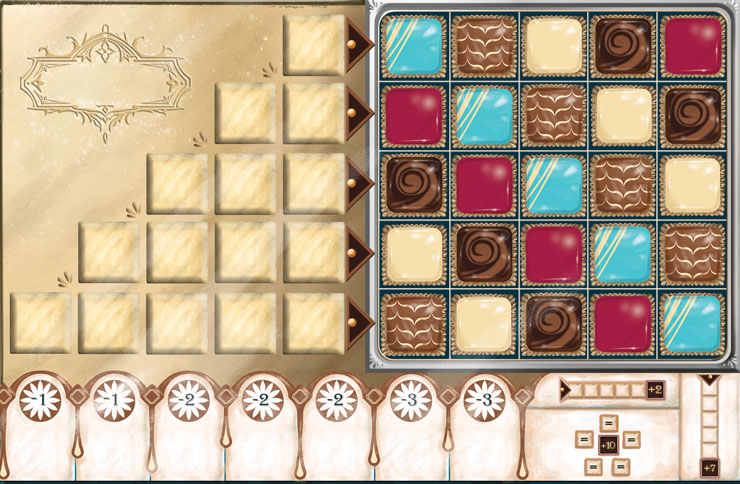 -1 -1 -2 -2 -2 -3 -3
+2
= =
= +10 =
= =
+7